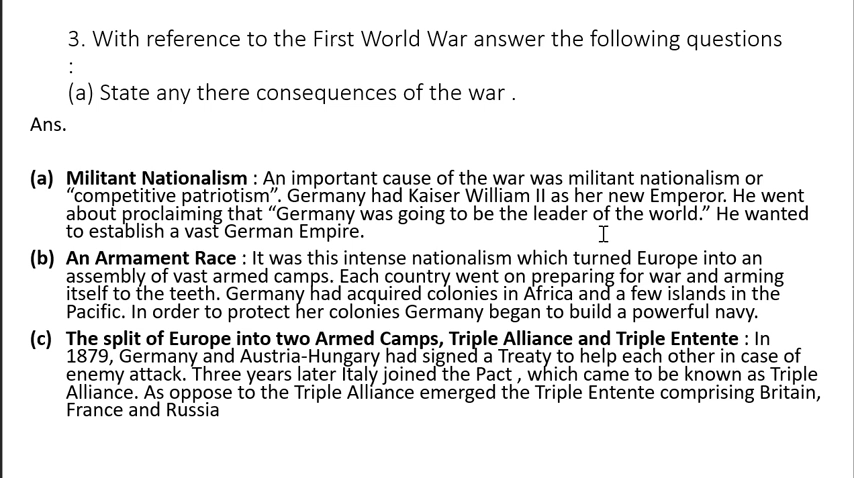 3. With reference to the First World War answer the following questions
:
(a) State any there consequences of the war .
Ans.
(a) Militant Nationalism : An important cause of the war was militant nationalism or
“competitive patriotism”. Germany had Kaiser William II as her new Emperor. He went
about proclaiming that “Germany was going to be the leader of the world.” He wanted
to establish a vast German Empire.
(b) An Armament Race : It was this intense nationalism which turned Europe into an
assembly of vast armed camps. Each country went on preparing for war and arming
itself to the teeth. Germany had acquired colonies in Africa and a few islands in the
Pacific. In order to protect her colonies Germany began to build a powerful navy.
(c) The split of Europe into two Armed Camps, Triple Alliance and Triple Entente : In
1879, Germany and Austria-Hungary had signed a Treaty to help each other in case of
enemy attack. Three years later Italy joined the Pact , which came to be known as Triple
Alliance. As oppose to the Triple Alliance emerged the Triple Entente comprising Britain,
France and Russia